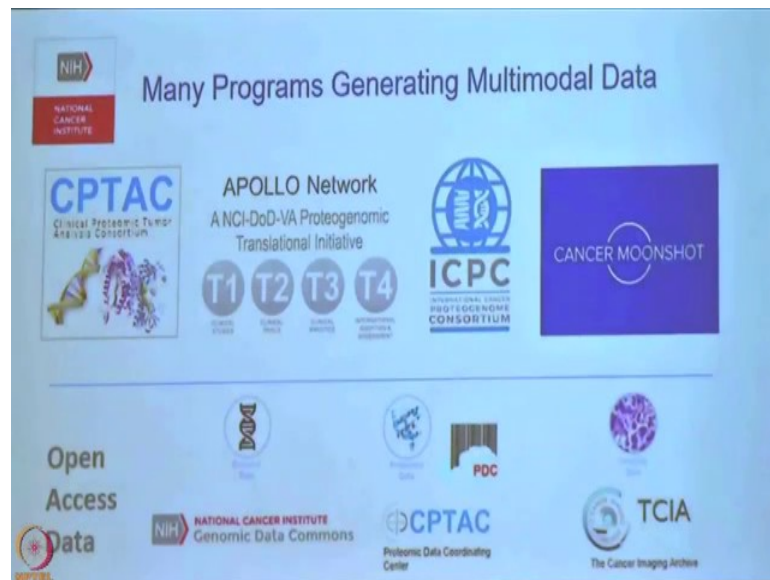 NIH
NATIONAL
CANCER
INSTITUTE
Many Programs Generating Multimodal Data
CPTAC
Clinical Proteomic Tumor
Analysis Consortium
APOLLO Network
A NCI-DoD-VA Proteogenomic
Translational Initiative
T1 T2 T3 T4
ICPC
INTERNATIONAL CANCER
PROTEOGENOME
CONSORTIUM
CANCER MOONSHOT
Open
Access
Data
PDC
NIH NATIONAL CANCER INSTITUTE
Genomic Data Commons
CPTAC
Proteomic Data Coordinating
Center
TCIA
The Cancer Imaging Archive
NPTEL